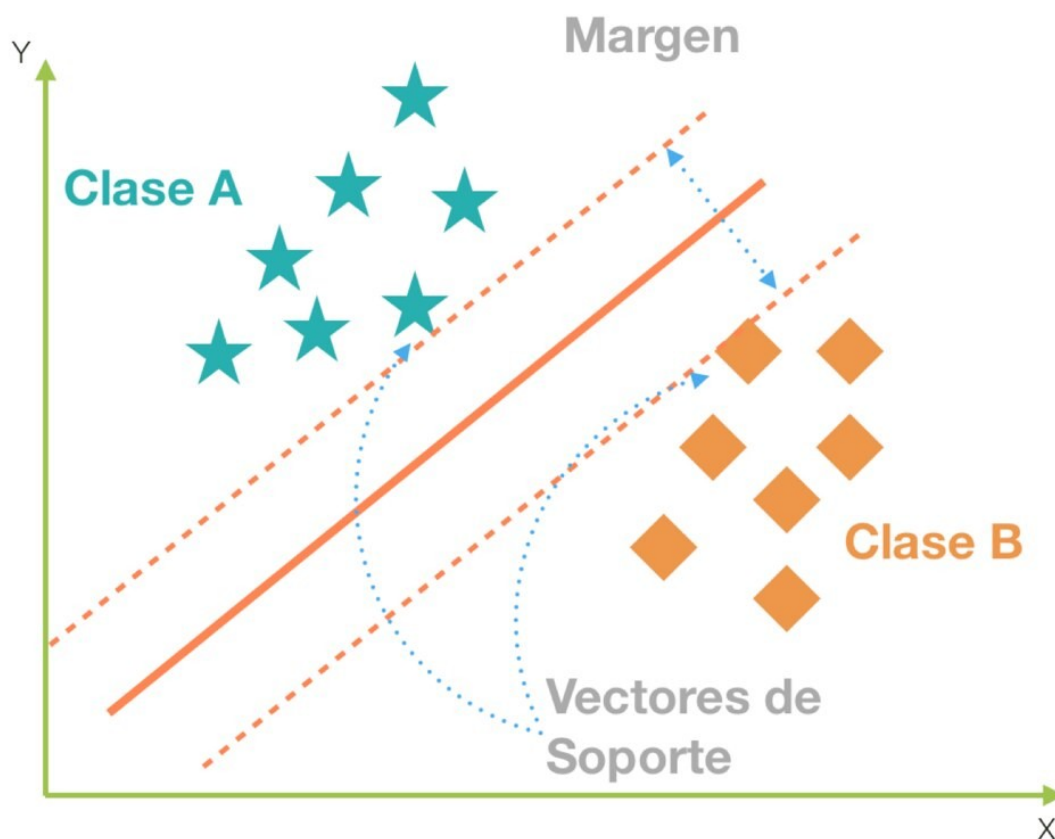 Margen
Y
Clase A
Clase B
Vectores de
Soporte
X